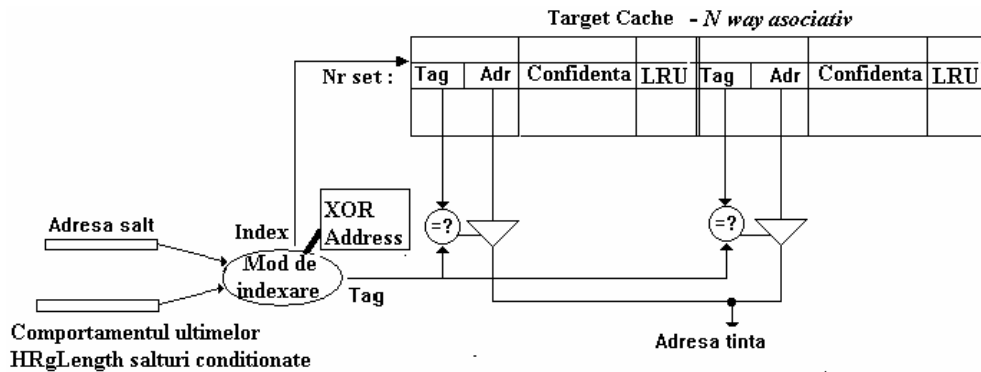 Target Cache - N way asociativ
Nr set : Tag Adr Confidenta LRU Tag Adr Confidenta LRU
Adresa salt
Index
XOR
Address
=?
=?
Mod de
indexare
Tag
Comportamentul ultimelor
HRgLength salturi conditionate
Adresa tinta